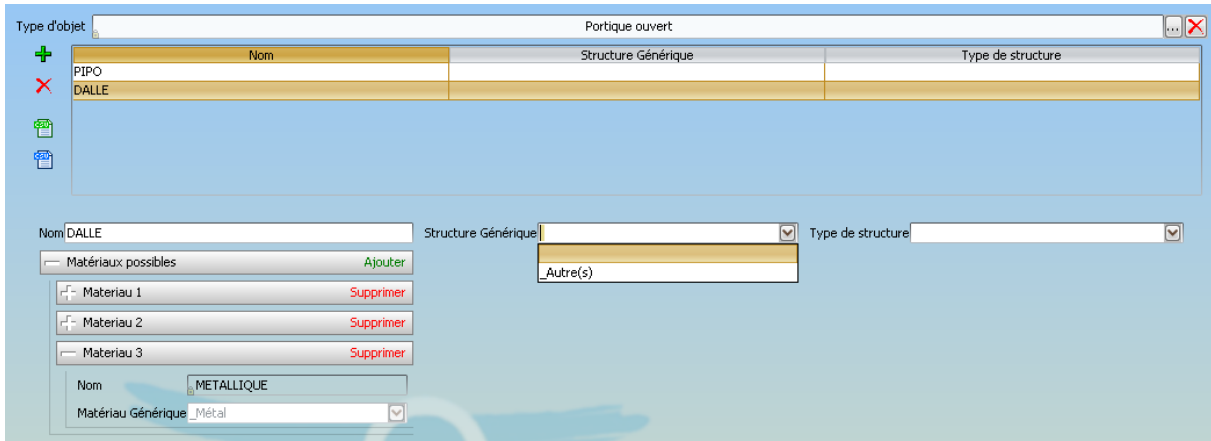 Type d'objet Portique ouvert ...
Nom Structure Générique Type de structure
PIPO
DALLE
Nom DALLE Structure Générique Type de structure
_Autre(s)
Matériaux possibles Ajouter
Materiau 1 Supprimer
Materiau 2 Supprimer
Materiau 3 Supprimer
Nom METALLIQUE
Matériau Générique _Métal